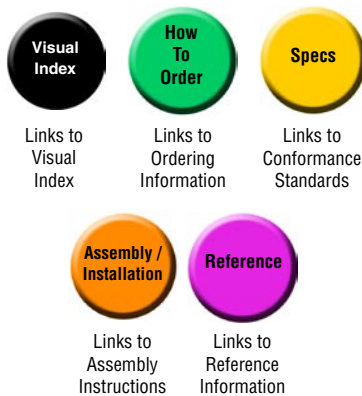 Visual
Index
How
To
Order
Specs
Links to
Visual
Index
Links to
Ordering
Information
Links to
Conformance
Standards
Assembly /
Installation
Reference
Links to
Assembly
Instructions
Links to
Reference
Information